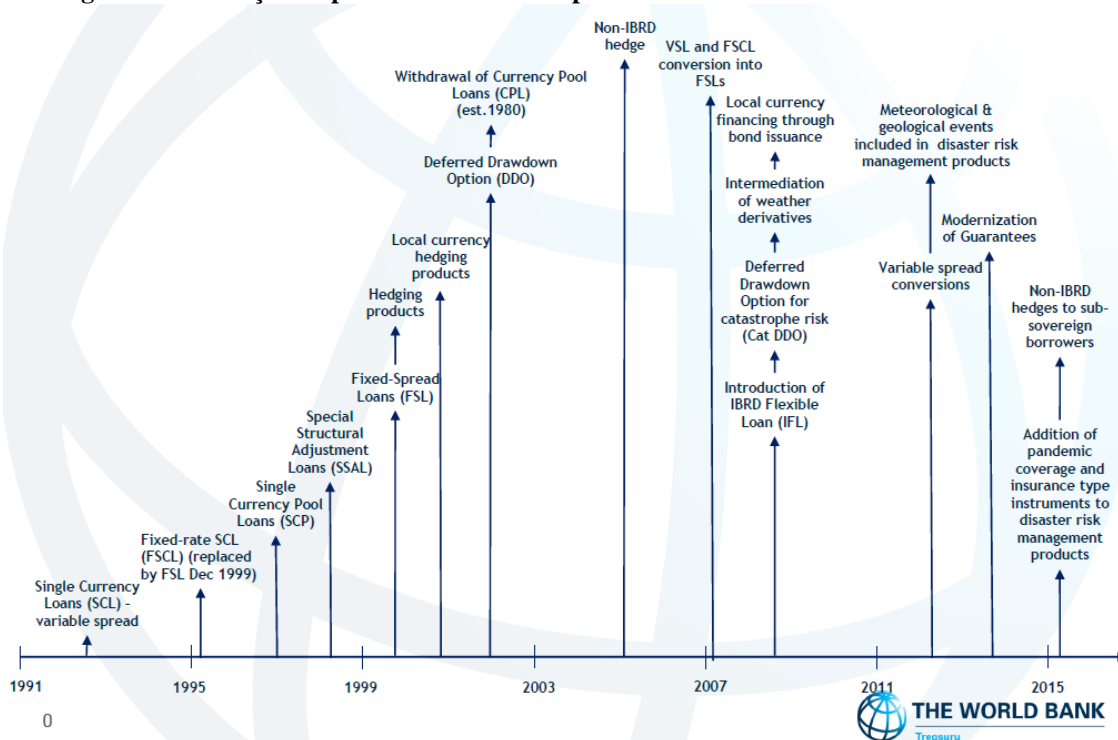 Single Currency
Loans (SCL) -
variable spread
Fixed-rate SCL
(FSCL) (replaced
by FSL Dec 1999)
Single
Currency Pool
Loans (SCP)
Special
Structural
Adjustment
Loans (SSAL)
Hedging
products
Fixed-Spread
Loans (FSL)
Local currency
hedging
products
Withdrawal of Currency Pool
Loans (CPL)
(est.1980)
Deferred Drawdown
Option (DDO)
Non-IBRD
hedge
VSL and FSCL
conversion into
FSLs
Local currency
financing through
bond issuance
Intermediation
of weather
derivatives
Deferred
Drawdown
Option for
catastrophe risk
(Cat DDO)
Introduction of
IBRD Flexible
Loan (IFL)
Meteorological &
geological events
included in disaster risk
management products
Variable spread
conversions
Modernization
of Guarantees
Non-IBRD
hedges to sub-
sovereign
borrowers
Addition of
pandemic
coverage and
insurance type
instruments to
disaster risk
management
products
1991 1995 1999 2003 2007 2011 2015
0
THE WORLD BANK
Treasury